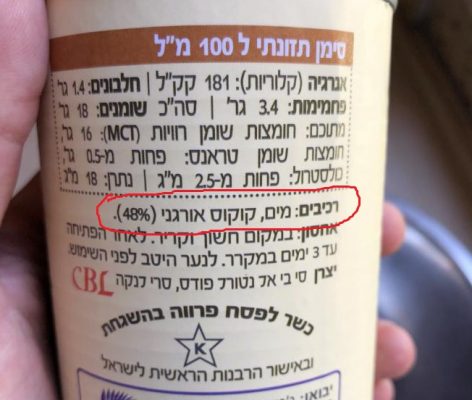 סימן תזונתי ל 100 מ"ל
אנרגיה (קלוריות): 181 קק"ל | חלבונים: 1.4 גר'
פחמימות: 3.4 גר' | סה"כ שומנים: 18 גר'
מתוכם: חומצות שומן רוויות (MCT): 16 גר',
חומצות שומן טראנס: פחות מ-0.5 גר',
כולסטרול: פחות מ-2.5 מ"ג | נתרן: 18 מ"ג
רכיבים: מים, קוקוס אורגני (48%).
אחסון: במקום חשוך וקריר. לאחר הפתיחה
עד 3 ימים במקרר. לנער היטב לפני השימוש.
יצרן סי בי אל נטורל פודס, סרי לנקה CBL
כשר לפסח פרווה בהשגחת
K
ובאישור הרבנות הראשית לישראל
יבואן: